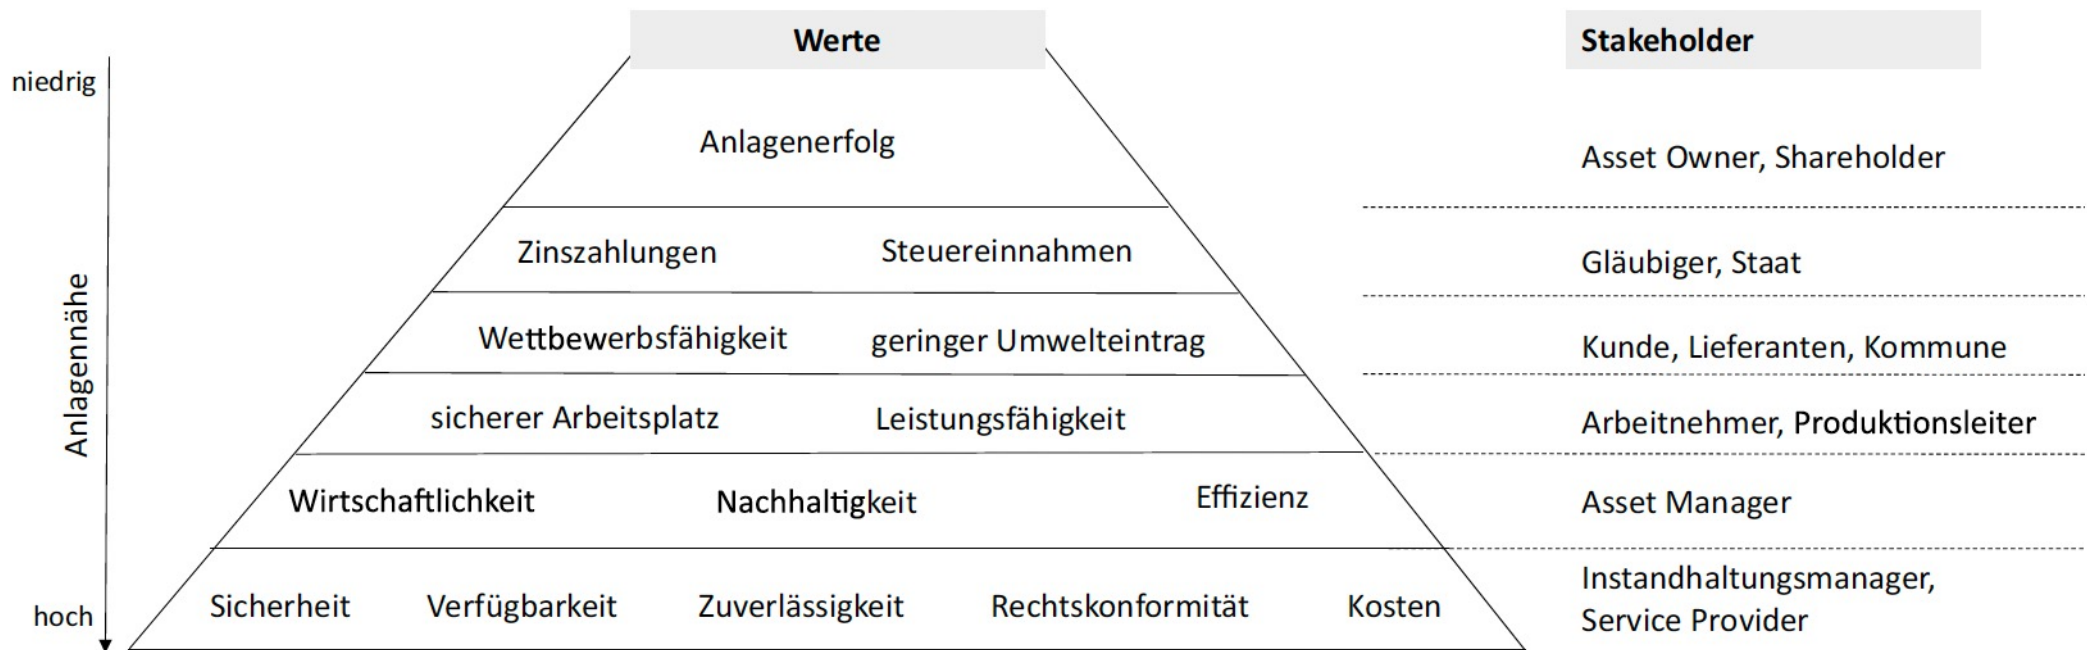 Werte
Stakeholder
niedrig
Anlagenerfolg
Asset Owner, Shareholder
Zinszahlungen
Steuereinnahmen
Gläubiger, Staat
Anlagennähe
Wettbewerbsfähigkeit
geringer Umwelteintrag
Kunde, Lieferanten, Kommune
sicherer Arbeitsplatz
Leistungsfähigkeit
Arbeitnehmer, Produktionsleiter
Wirtschaftlichkeit
Nachhaltigkeit
Effizienz
Asset Manager
hoch
Sicherheit
Verfügbarkeit
Zuverlässigkeit
Rechtskonformität
Kosten
Instandhaltungsmanager,
Service Provider